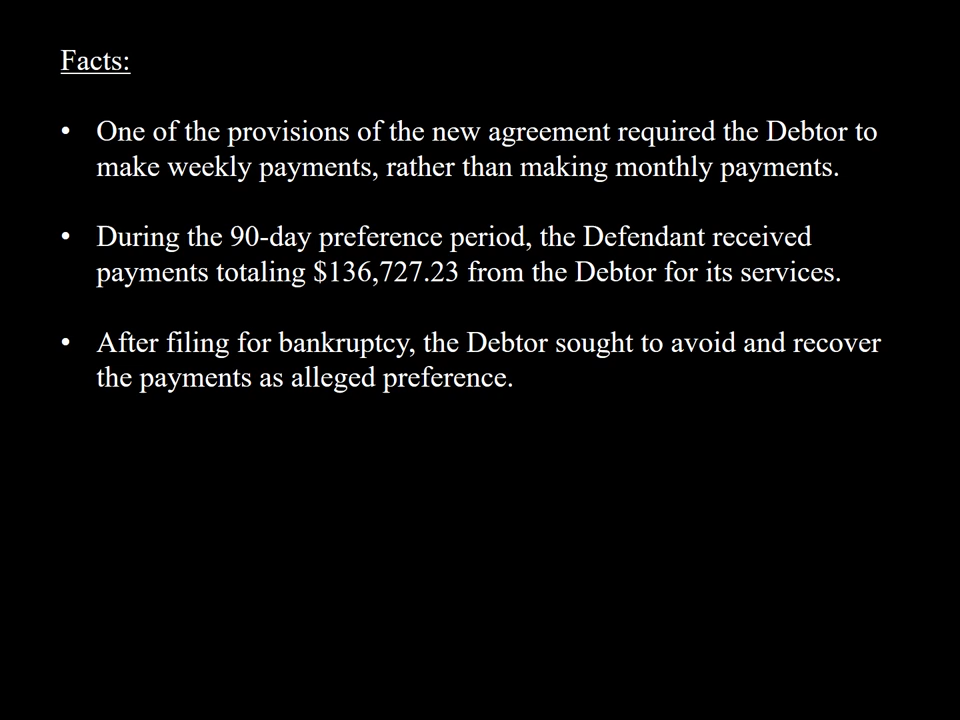 Facts:
• One of the provisions of the new agreement required the Debtor to
make weekly payments, rather than making monthly payments.
• During the 90-day preference period, the Defendant received
payments totaling $136,727.23 from the Debtor for its services.
• After filing for bankruptcy, the Debtor sought to avoid and recover
the payments as alleged preference.